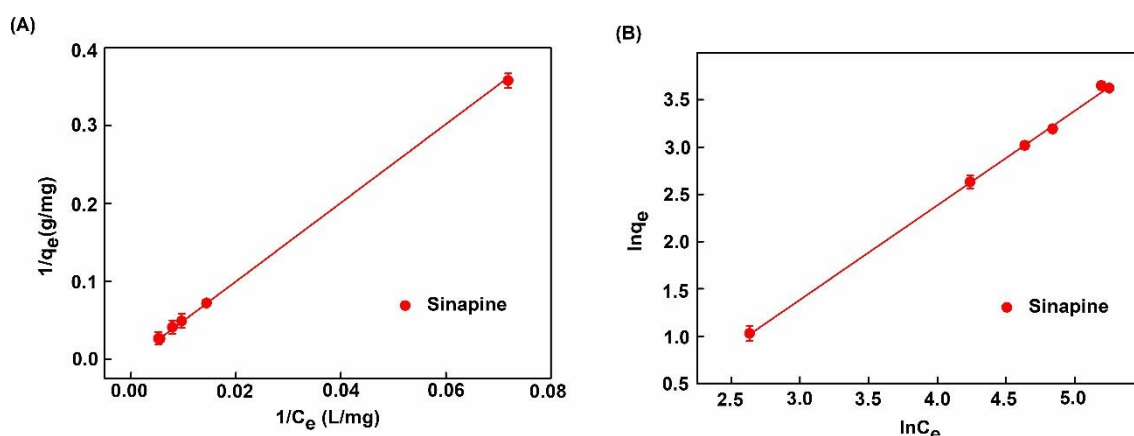 (A)
0.4
0.3
0.2
0.1
0.0
1/qe(g/mg)
Sinapine
0.00 0.02 0.04 0.06 0.08
1/Ce (L/mg)
(B)
3.5
3.0
2.5
2.0
1.5
1.0
0.5
lnqe
Sinapine
2.5 3.0 3.5 4.0 4.5 5.0
lnCe